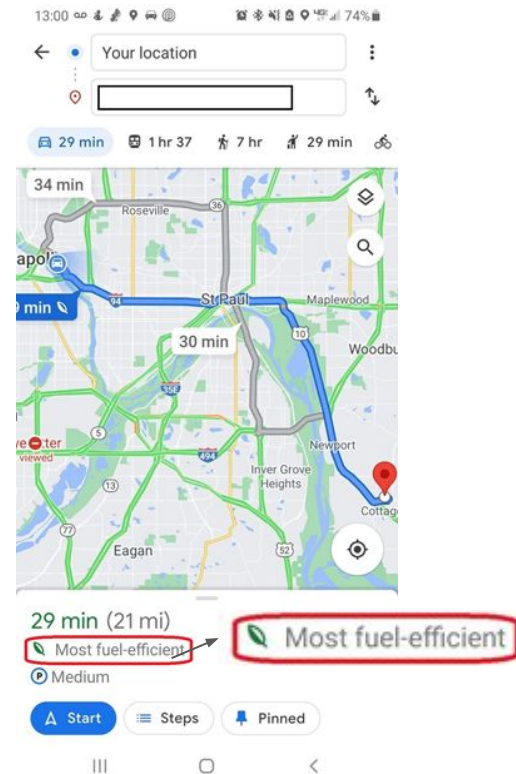 13:00
74%
Your location
29 min
1 hr 37
7 hr
29 min
34 min
36
Roseville
apoli
94
St Paul
Maplewood
min
10
30 min
Woodbu
35E
5
Newport
viewed
494
Inver Grove
Heights
13
Cottag
77
Eagan
52
29 min (21 mi)
Most fuel-efficient
Most fuel-efficient
P Medium
Start
Steps
Pinned